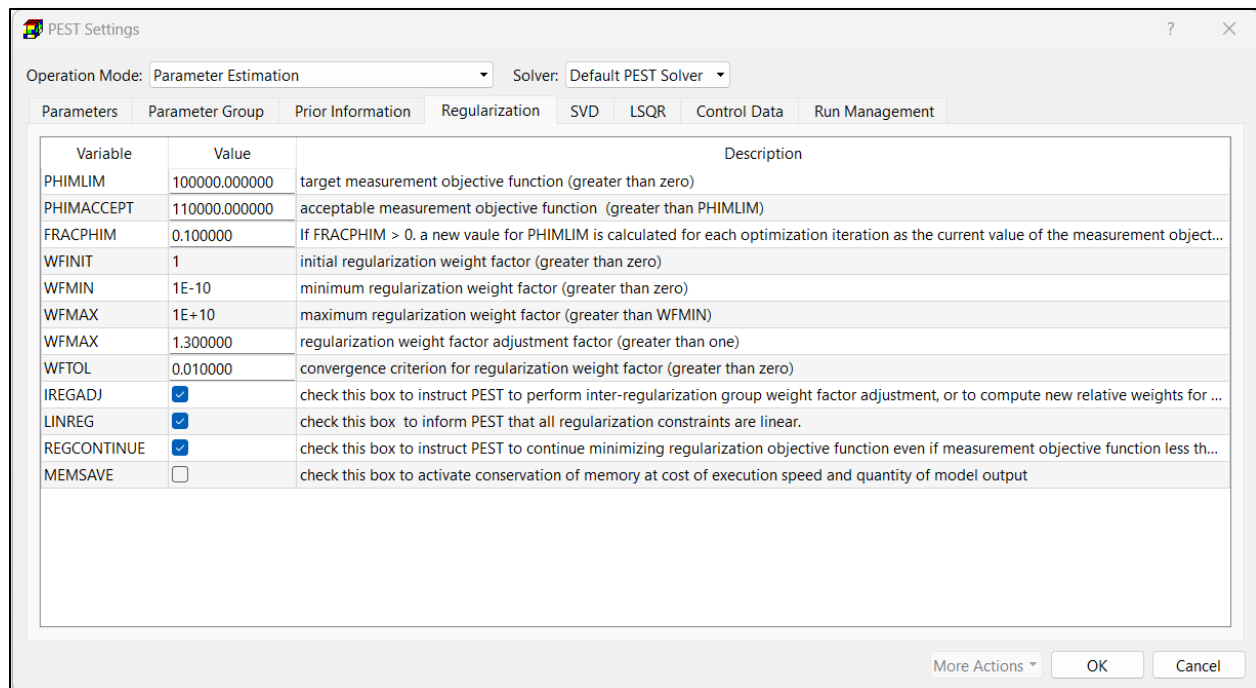 PEST Settings
?
Operation Mode: Parameter Estimation Solver: Default PEST Solver
Parameters Parameter Group Prior Information Regularization SVD LSQR Control Data Run Management
Variable Value Description
PHIMLIM 100000.000000 target measurement objective function (greater than zero)
PHIMACCEPT 110000.000000 acceptable measurement objective function (greater than PHIMLIM)
FRACPHIM 0.100000 If FRACPHIM > 0. a new vaule for PHIMLIM is calculated for each optimization iteration as the current value of the measurement object...
WFINIT 1 initial regularization weight factor (greater than zero)
WFMIN 1E-10 minimum regularization weight factor (greater than zero)
WFMAX 1E+10 maximum regularization weight factor (greater than WFMIN)
WFMAX 1.300000 regularization weight factor adjustment factor (greater than one)
WFTOL 0.010000 convergence criterion for regularization weight factor (greater than zero)
IREGADJ check this box to instruct PEST to perform inter-regularization group weight factor adjustment, or to compute new relative weights for ...
LINREG check this box to inform PEST that all regularization constraints are linear.
REGCONTINUE check this box to instruct PEST to continue minimizing regularization objective function even if measurement objective function less th...
MEMSAVE check this box to activate conservation of memory at cost of execution speed and quantity of model output
More Actions OK Cancel